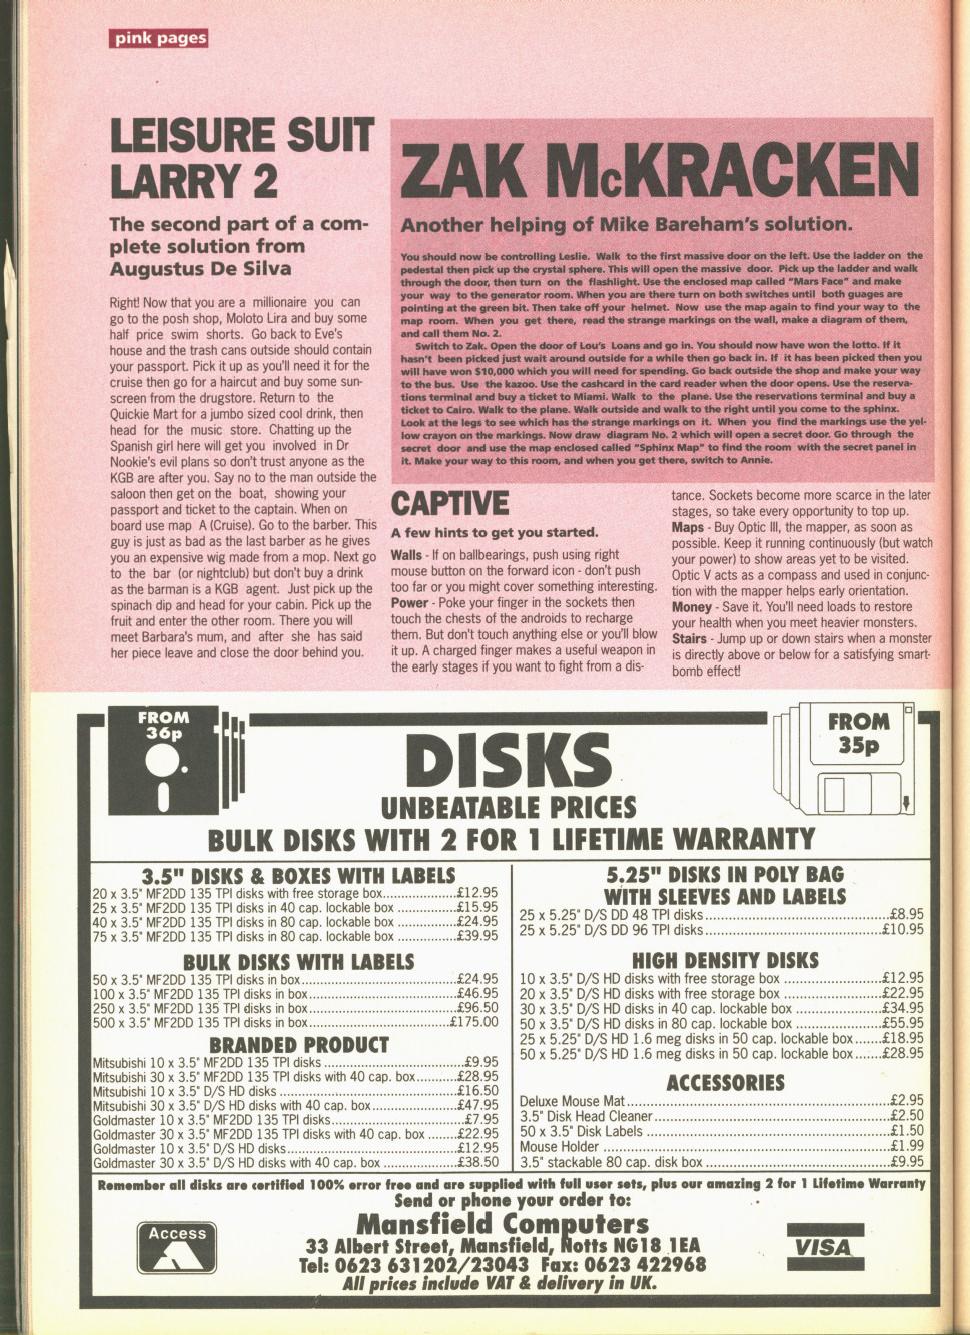 pink pages
LEISURE SUIT
LARRY 2
The second part of a com-
plete solution from
Augustus De Silva
Right! Now that you are a millionaire you can
go to the posh shop, Moloto Lira and buy some
half price swim shorts. Go back to Eve's
house and the trash cans outside should contain
your passport. Pick it up as you'll need it for the
cruise then go for a haircut and buy some sun-
screen from the drugstore. Return to the
Quickie Mart for a jumbo sized cool drink, then
head for the music store. Chatting up the
Spanish girl here will get you involved in Dr
Nookie's evil plans so don't trust anyone as the
KGB are after you. Say no to the man outside the
saloon then get on the boat, showing your
passport and ticket to the captain. When on
board use map A (Cruise). Go to the barber. This
guy is just as bad as the last barber as he gives
you an expensive wig made from a mop. Next go
to the bar (or nightclub) but don't buy a drink
as the barman is a KGB agent. Just pick up the
spinach dip and head for your cabin. Pick up the
fruit and enter the other room. There you will
meet Barbara's mum, and after she has said
her piece leave and close the door behind you.
ZAK McKRACKEN
Another helping of Mike Bareham's solution.
You should now be controlling Leslie. Walk to the first massive door on the left. Use the ladder on the
pedestal then pick up the crystal sphere. This will open the massive door. Pick up the ladder and walk
through the door, then turn on the flashlight. Use the enclosed map called "Mars Face" and make
your way to the generator room. When you are there turn on both switches until both guages are
pointing at the green bit. Then take off your helmet. Now use the map again to find your way to the
map room. When you get there, read the strange markings on the wall, make a diagram of them,
and call them No. 2.
Switch to Zak. Open the door of Lou's Loans and go in. You should now have won the lotto. If it
hasn't been picked just wait around outside for a while then go back in. If it has been picked then you
will have won $10,000 which you will need for spending. Go back outside the shop and make your way
to the bus. Use the kazoo. Use the cashcard in the card reader when the door opens. Use the reserva-
tions terminal and buy a ticket to Miami. Walk to the plane. Use the reservations terminal and buy a
ticket to Cairo. Walk to the plane. Walk outside and walk to the right until you come to the sphinx.
Look at the legs to see which has the strange markings on it. When you find the markings use the yel-
low crayon on the markings. Now draw diagram No. 2 which will open a secret door. Go through the
secret door and use the map enclosed called "Sphinx Map" to find the room with the secret panel in
it. Make your way to this room, and when you get there, switch to Annie.
CAPTIVE
A few hints to get you started.
Walls - If on ballbearings, push using right
mouse button on the forward icon - don't push
too far or you might cover something interesting.
Power - Poke your finger in the sockets then
touch the chests of the androids to recharge
them. But don't touch anything else or you'll blow
it up. A charged finger makes a useful weapon in
the early stages if you want to fight from a dis-
tance. Sockets become more scarce in the later
stages, so take every opportunity to top up.
Maps - Buy Optic III, the mapper, as soon as
possible. Keep it running continuously (but watch
your power) to show areas yet to be visited.
Optic V acts as a compass and used in conjunc-
tion with the mapper helps early orientation.
Money - Save it. You'll need loads to restore
your health when you meet heavier monsters.
Stairs - Jump up or down stairs when a monster
is directly above or below for a satisfying smart-
bomb effect!
FROM
36p
FROM
35p
DISKS
UNBEATABLE PRICES
BULK DISKS WITH 2 FOR 1 LIFETIME WARRANTY
3.5" DISKS & BOXES WITH LABELS
20 x 3.5" MF2DD 135 TPI disks with free storage box.................£12.95
25 x 3.5" MF2DD 135 TPI disks in 40 cap. lockable box .............£15.95
40 x 3.5" MF2DD 135 TPI disks in 80 cap. lockable box .............£24.95
75 x 3.5" MF2DD 135 TPI disks in 80 cap. lockable box .............£39.95
BULK DISKS WITH LABELS
50 x 3.5" MF2DD 135 TPI disks in box...................................£24.95
100 x 3.5" MF2DD 135 TPI disks in box.................................£46.95
250 x 3.5" MF2DD 135 TPI disks in box.................................£96.50
500 x 3.5" MF2DD 135 TPI disks in box...............................£175.00
BRANDED PRODUCT
Mitsubishi 10 x 3.5" MF2DD 135 TPI disks ..............................£9.95
Mitsubishi 30 x 3.5" MF2DD 135 TPI disks with 40 cap. box.........£28.95
Mitsubishi 10 x 3.5" D/S HD disks .......................................£16.50
Mitsubishi 30 x 3.5" D/S HD disks with 40 cap. box...................£47.95
Goldmaster 10 x 3.5" MF2DD 135 TPI disks.............................£7.95
Goldmaster 30 x 3.5" MF2DD 135 TPI disks with 40 cap. box .......£22.95
Goldmaster 10 x 3.5" D/S HD disks......................................£12.95
Goldmaster 30 x 3.5" D/S HD disks with 40 cap. box .................£38.50
5.25" DISKS IN POLY BAG
WITH SLEEVES AND LABELS
25 x 5.25" D/S DD 48 TPI disks..........................................£8.95
25 x 5.25" D/S DD 96 TPI disks........................................£10.95
HIGH DENSITY DISKS
10 x 3.5" D/S HD disks with free storage box ......................£12.95
20 x 3.5" D/S HD disks with free storage box ......................£22.95
30 x 3.5" D/S HD disks in 40 cap. lockable box ...................£34.95
50 x 3.5" D/S HD disks in 80 cap. lockable box ...................£55.95
25 x 5.25" D/S HD 1.6 meg disks in 50 cap. lockable box......£18.95
50 x 5.25" D/S HD 1.6 meg disks in 50 cap. lockable box......£28.95
ACCESSORIES
Deluxe Mouse Mat..........................................................£2.95
3.5" Disk Head Cleaner....................................................£2.50
50 x 3.5" Disk Labels ......................................................£1.50
Mouse Holder ................................................................£1.99
3.5" stackable 80 cap. disk box .........................................£9.95
Remember all disks are certified 100% error free and are supplied with full user sets, plus our amazing 2 for 1 Lifetime Warranty
Send or phone your order to:
Mansfield Computers
33 Albert Street, Mansfield, Notts NG18 1EA
Tel: 0623 631202/23043 Fax: 0623 422968
All prices include VAT & delivery in UK.
Access
VISA